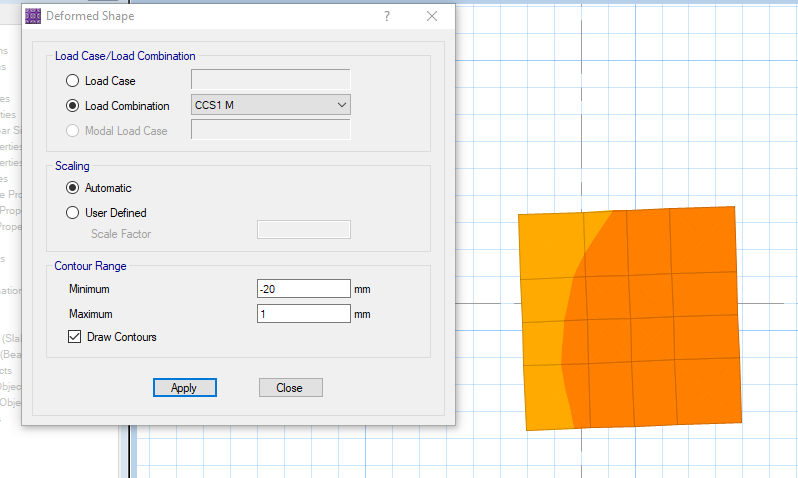 Deformed Shape
?
Load Case/Load Combination
Load Case
Load Combination
CCS1 M
Modal Load Case
Scaling
Automatic
User Defined
Scale Factor
Contour Range
Minimum
-20
mm
Maximum
1
mm
Draw Contours
Apply
Close